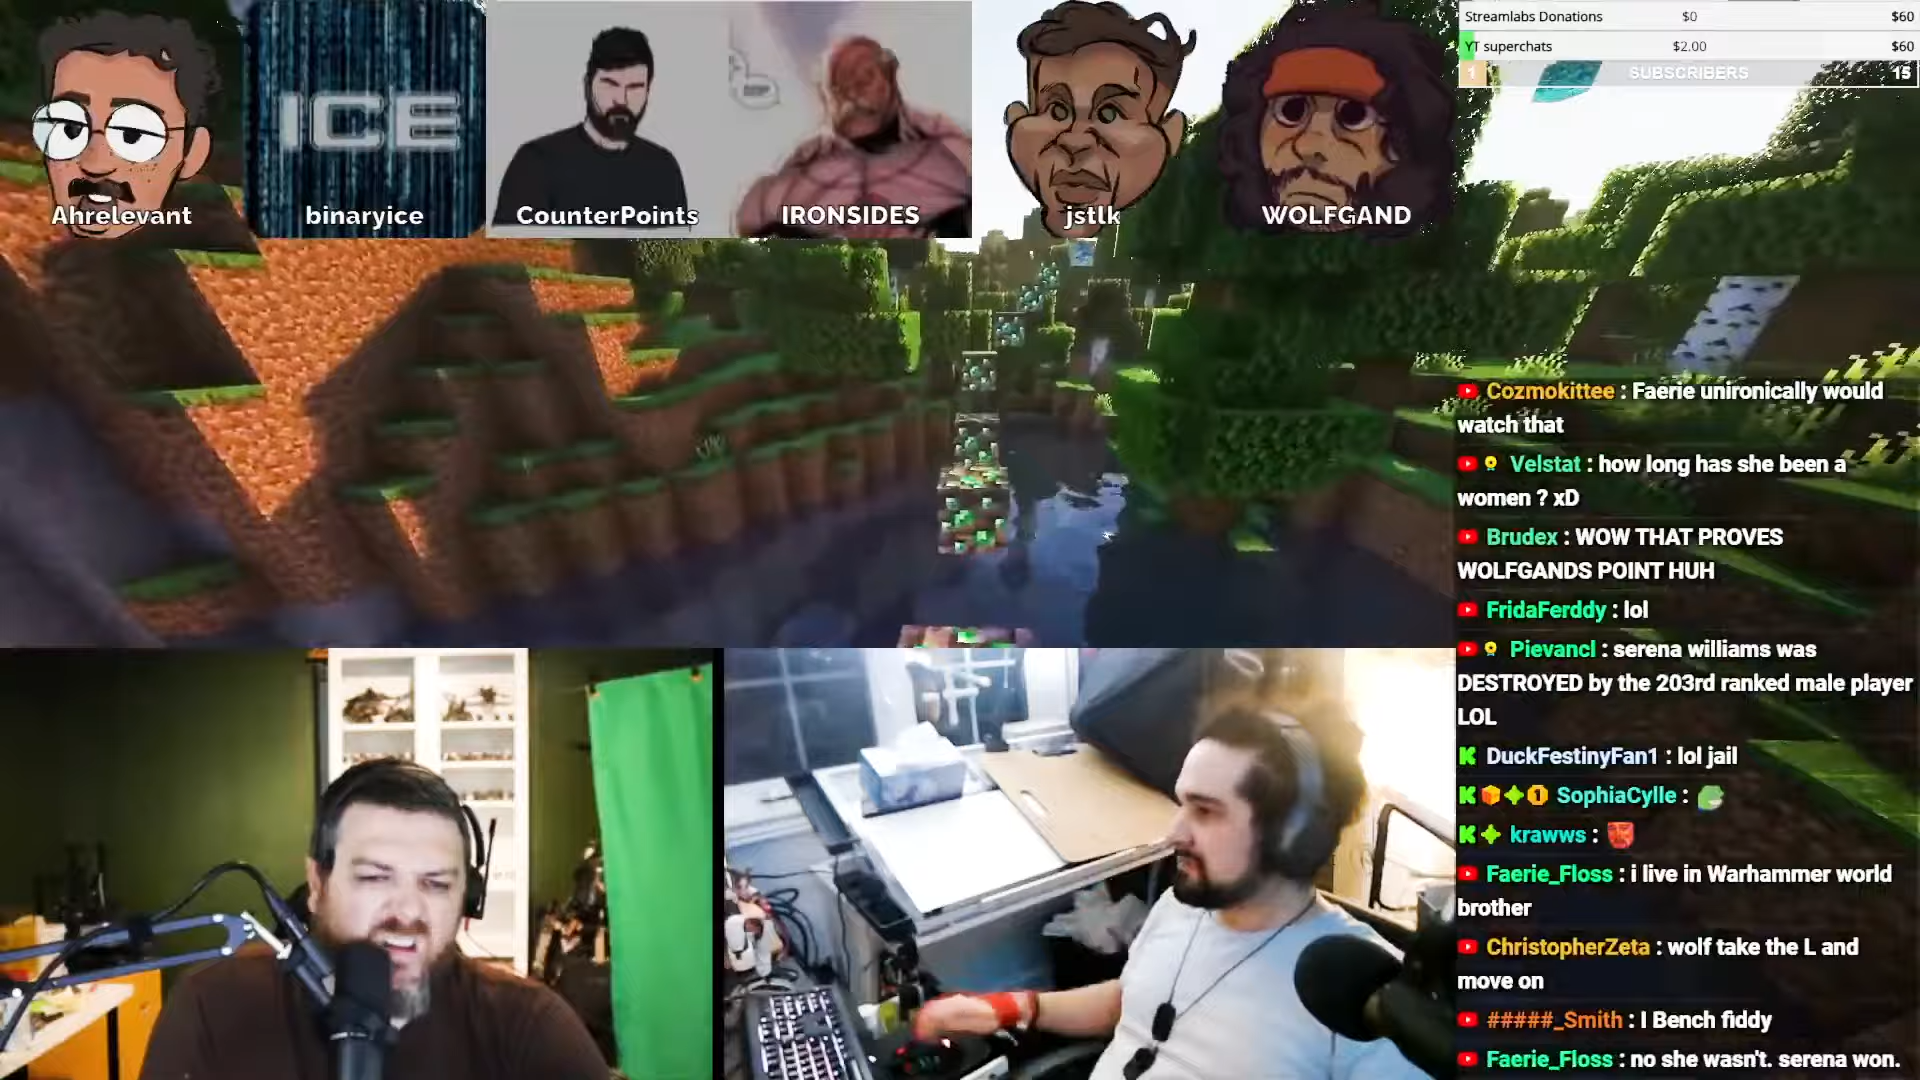 Streamlabs Donations $0 $60
YT superchats $2.00 $60
1 SUBSCRIBERS 15
ICE
Ahrelevant
binaryice
CounterPoints
IRONSIDES
jstlk
WOLFGAND
Cozmokittee : Faerie unironically would
watch that
Velstat : how long has she been a
women ? xD
Brudex : WOW THAT PROVES
WOLFGANDS POINT HUH
FridaFerddy : lol
Pievancl : serena williams was
DESTROYED by the 203rd ranked male player
LOL
DuckFestinyFan1 : lol jail
SophiaCylle :
krawws :
Faerie_Floss : i live in Warhammer world
brother
ChristopherZeta : wolf take the L and
move on
#####_Smith : I Bench fiddy
Faerie_Floss : no she wasn't. serena won.